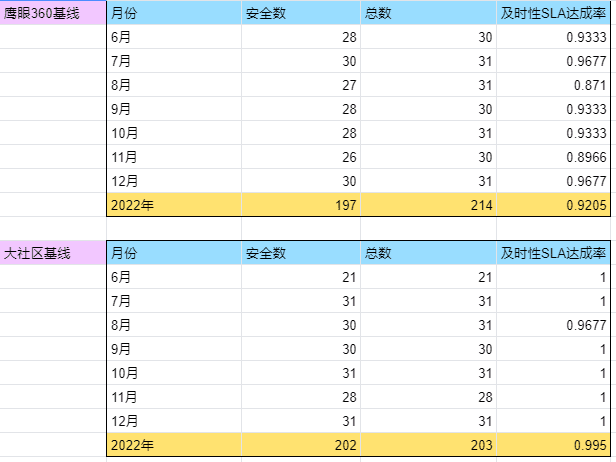 鹰眼360基线 月份 安全数 总数 及时性SLA达成率
6月 28 30 0.9333
7月 30 31 0.9677
8月 27 31 0.871
9月 28 30 0.9333
10月 28 31 0.9333
11月 26 30 0.8966
12月 30 31 0.9677
2022年 197 214 0.9205
大社区基线 月份 安全数 总数 及时性SLA达成率
6月 21 21 1
7月 31 31 1
8月 30 31 0.9677
9月 30 30 1
10月 31 31 1
11月 28 28 1
12月 31 31 1
2022年 202 203 0.995